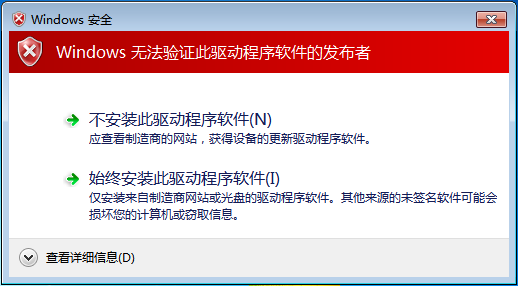 Windows 安全
Windows 无法验证此驱动程序软件的发布者
不安装此驱动程序软件(N)
应查看制造商的网站，获得设备的更新驱动程序软件。
始终安装此驱动程序软件(I)
仅安装来自制造商网站或光盘的驱动程序软件。其他来源的未签名软件可能会
损坏您的计算机或窃取信息。
查看详细信息(D)